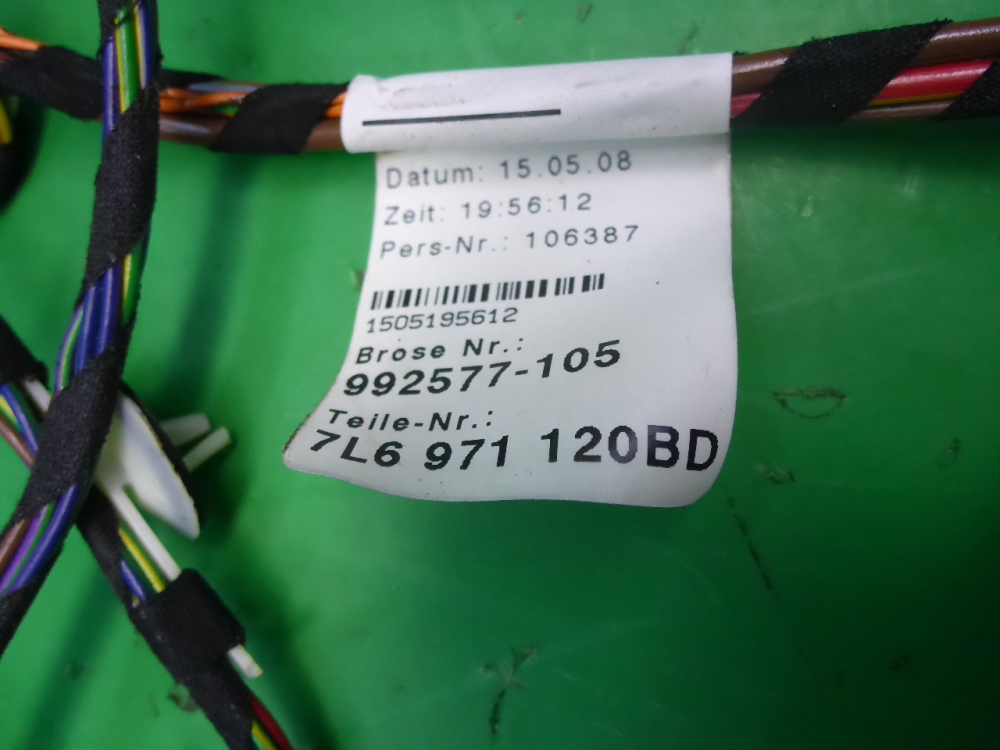 Datum: 15.05.08
Zeit: 19:56:12
Pers-Nr.: 106387
1505195612
Brose Nr.:
992577-105
Teile-Nr.:
7L6 971 120BD